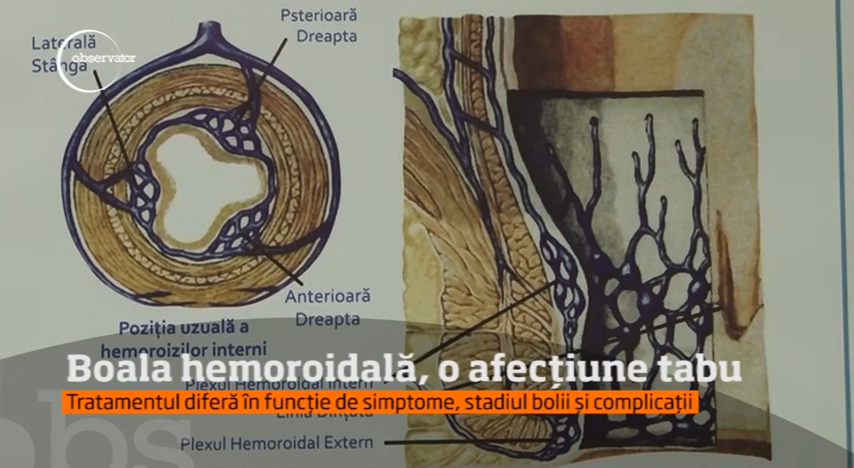 Psterioară
Dreapta
Laterală
Stânga
observator
Anterioară
Dreapta
Poziția uzuală a
hemoroizilor interni
Boala hemoroidală, o afecțiune tabu
Plexul Hemoroidal Intern
Tratamentul diferă în funcție de simptome, stadiul bolii și complicații
Linia Dințată
Plexul Hemoroidal Extern
obs